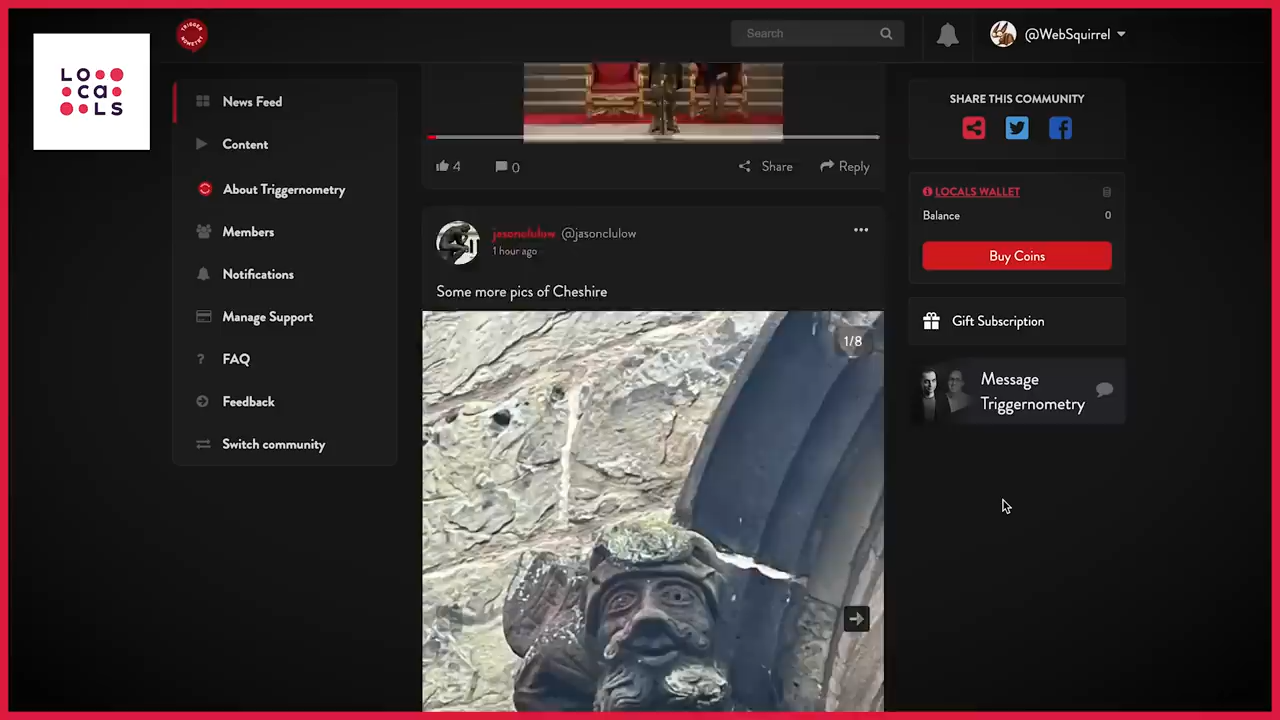 LO
ca
LS
TRIGGER
NOMETRY
Search
@WebSquirrel
News Feed
Content
About Triggernometry
Members
Notifications
Manage Support
? FAQ
Feedback
Switch community
4
0
Share
Reply
jasonclulow @jasonclulow
1 hour ago
Some more pics of Cheshire
1/8
SHARE THIS COMMUNITY
LOCALS WALLET
Balance 0
Buy Coins
Gift Subscription
Message
Triggernometry